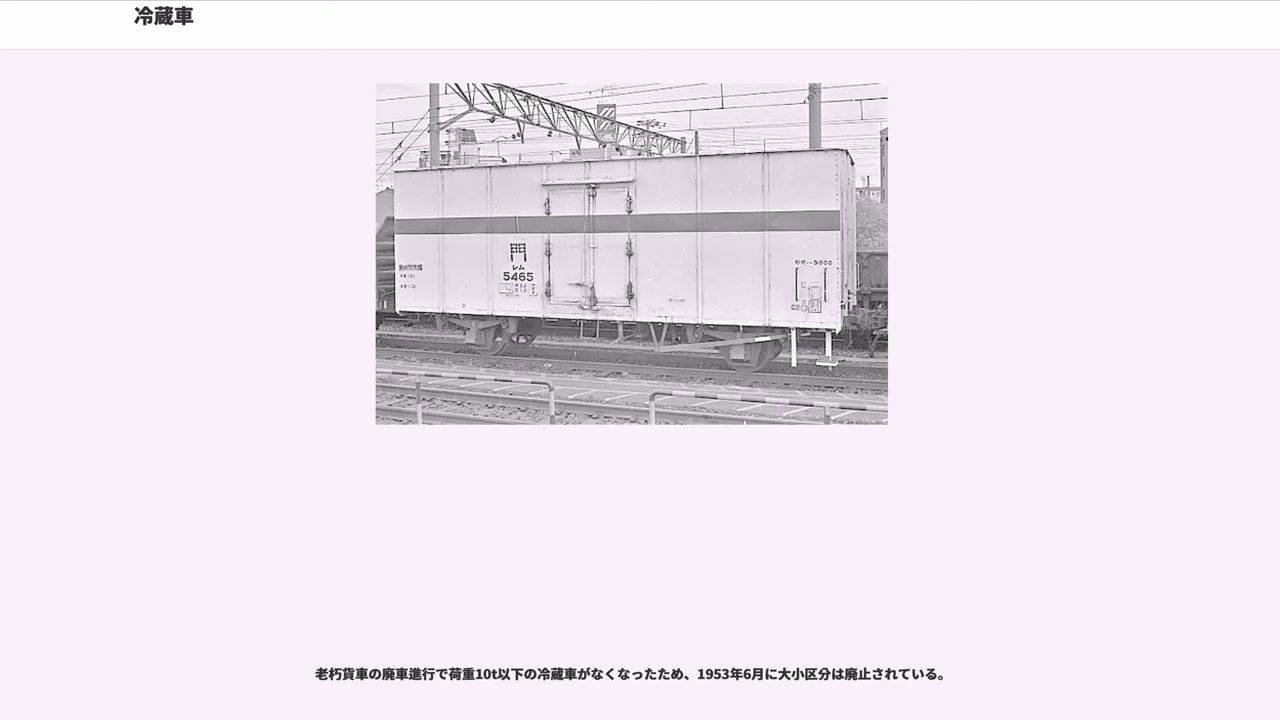 冷蔵車
門
レム
5465
5000
老朽貨車の廃車進行で荷重10t以下の冷蔵車がなくなったため、1953年6月に大小区分は廃止されている。